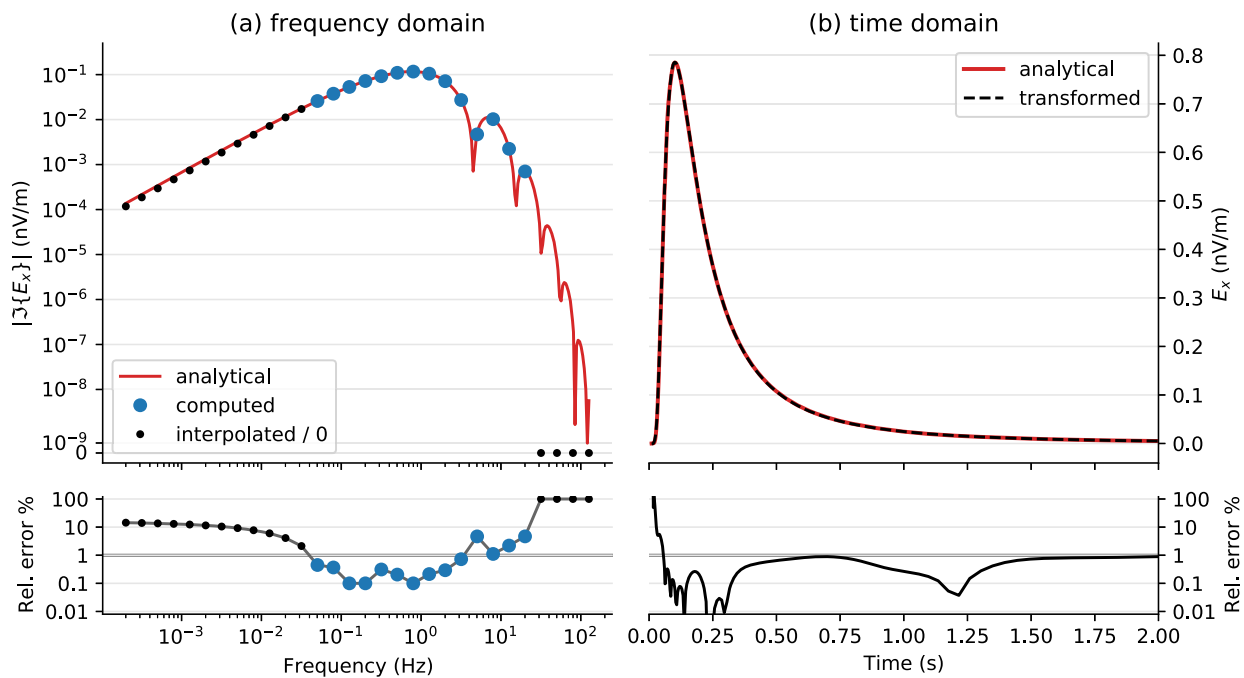 (a) frequency domain
10⁻¹
10⁻²
10⁻³
10⁻⁴
10⁻⁵
10⁻⁶
10⁻⁷
10⁻⁸
10⁻⁹
0
|ℑ{Eₓ}| (nV/m)
analytical
computed
interpolated / 0
100
10
1
0.1
0.01
Rel. error %
10⁻³ 10⁻² 10⁻¹ 10⁰ 10¹ 10²
Frequency (Hz)
(b) time domain
analytical
transformed
0.8
0.7
0.6
0.5
0.4
0.3
0.2
0.1
0.0
Eₓ (nV/m)
100
10
1
0.1
0.01
Rel. error %
0.00 0.25 0.50 0.75 1.00 1.25 1.50 1.75 2.00
Time (s)